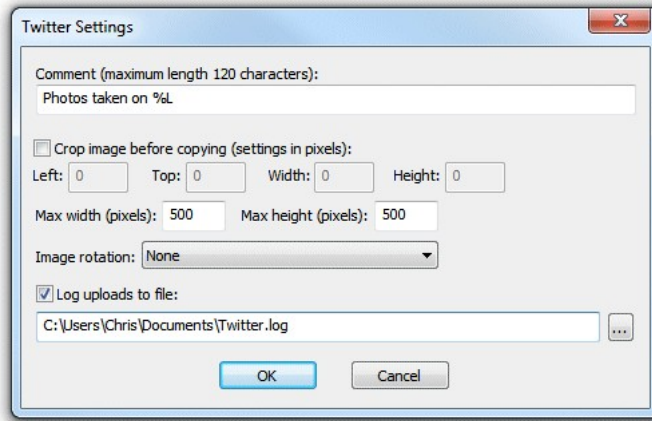 Twitter Settings
Comment (maximum length 120 characters):
Photos taken on %L
Crop image before copying (settings in pixels):
Left: 0 Top: 0 Width: 0 Height: 0
Max width (pixels): 500 Max height (pixels): 500
Image rotation: None
Log uploads to file:
C:\Users\Chris\Documents\Twitter.log ...
OK Cancel